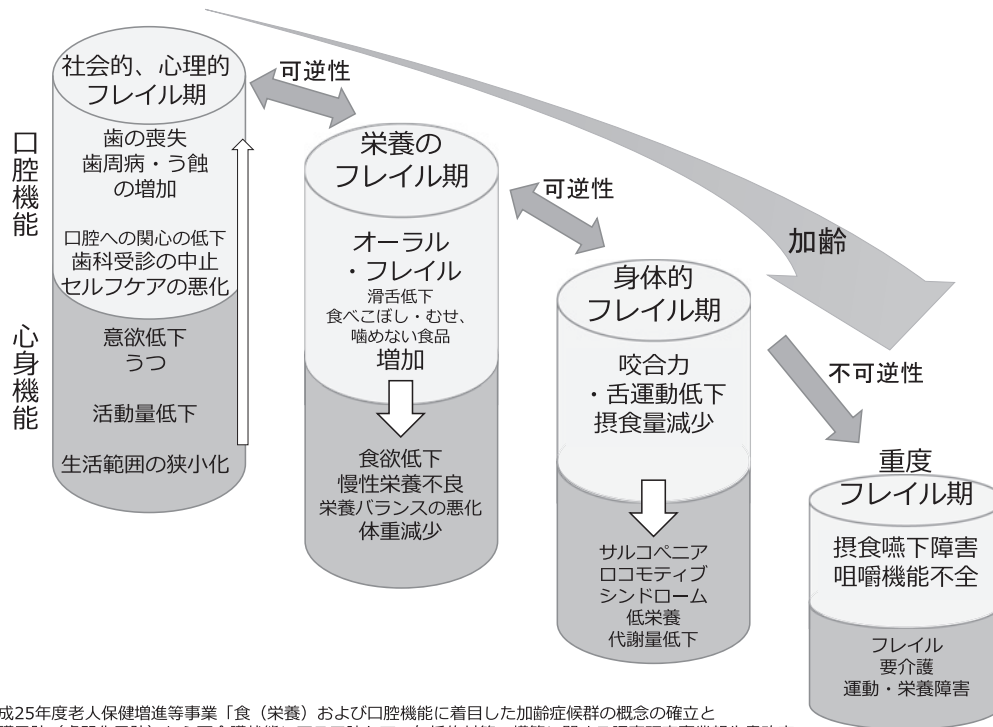 社会的、心理的
フレイル期
口腔機能
歯の喪失
歯周病・う蝕
の増加
口腔への関心の低下
歯科受診の中止
セルフケアの悪化
心身機能
意欲低下
うつ
活動量低下
生活範囲の狭小化
可逆性
栄養の
フレイル期
オーラル
・フレイル
滑舌低下
食べこぼし・むせ、
噛めない食品
増加
食欲低下
慢性栄養不良
栄養バランスの悪化
体重減少
可逆性
身体的
フレイル期
咬合力
・舌運動低下
摂食量減少
サルコペニア
ロコモティブ
シンドローム
低栄養
代謝量低下
加齢
不可逆性
重度
フレイル期
摂食嚥下障害
咀嚼機能不全
フレイル
要介護
運動・栄養障害
成25年度老人保健増進等事業「食（栄養）および口腔機能に着目した加齢症候群の概念の確立と